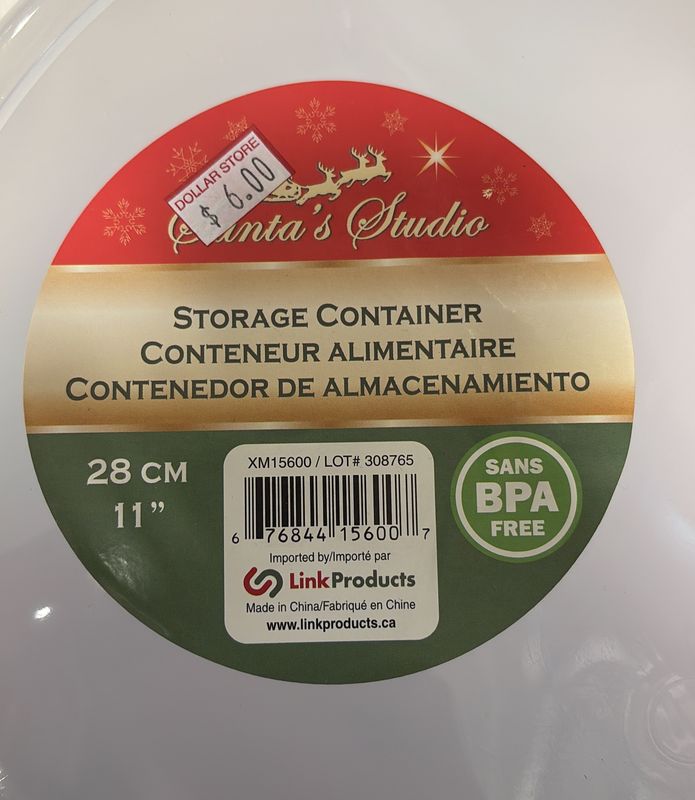 DOLLAR STORE
$ 6.00
Santa's Studio
STORAGE CONTAINER
CONTENEUR ALIMENTAIRE
CONTENEDOR DE ALMACENAMIENTO
28 CM
11”
XM15600 / LOT# 308765
6 76844 15600 7
Imported by/Importé par
LinkProducts
Made in China/Fabriqué en Chine
www.linkproducts.ca
SANS
BPA
FREE